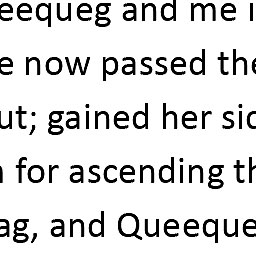 eequeg and me i
e now passed the
ut; gained her sid
n for ascending th
ag, and Queeque